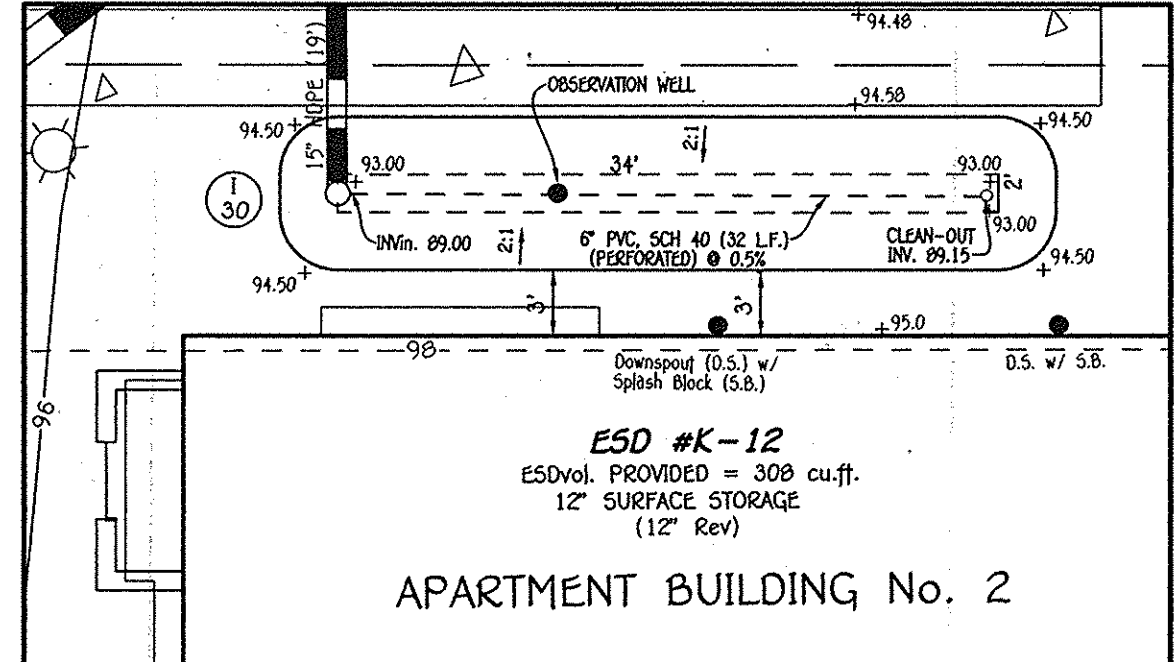 94.48
OBSERVATION WELL
94.58
15" HDPE (19')
94.50
94.50
2:1
93.00
34'
93.00
2'
I
30
INVin. 89.00
2:1
6" PVC, SCH 40 (32 L.F.)
(PERFORATED) @ 0.5%
CLEAN-OUT
INV. 89.15
93.00
94.50
94.50
3'
3'
95.0
98
96
Downspout (D.S.) w/
Splash Block (S.B.)
D.S. w/ S.B.
ESD #K-12
ESDvol. PROVIDED = 308 cu.ft.
12" SURFACE STORAGE
(12" Rev)
APARTMENT BUILDING No. 2